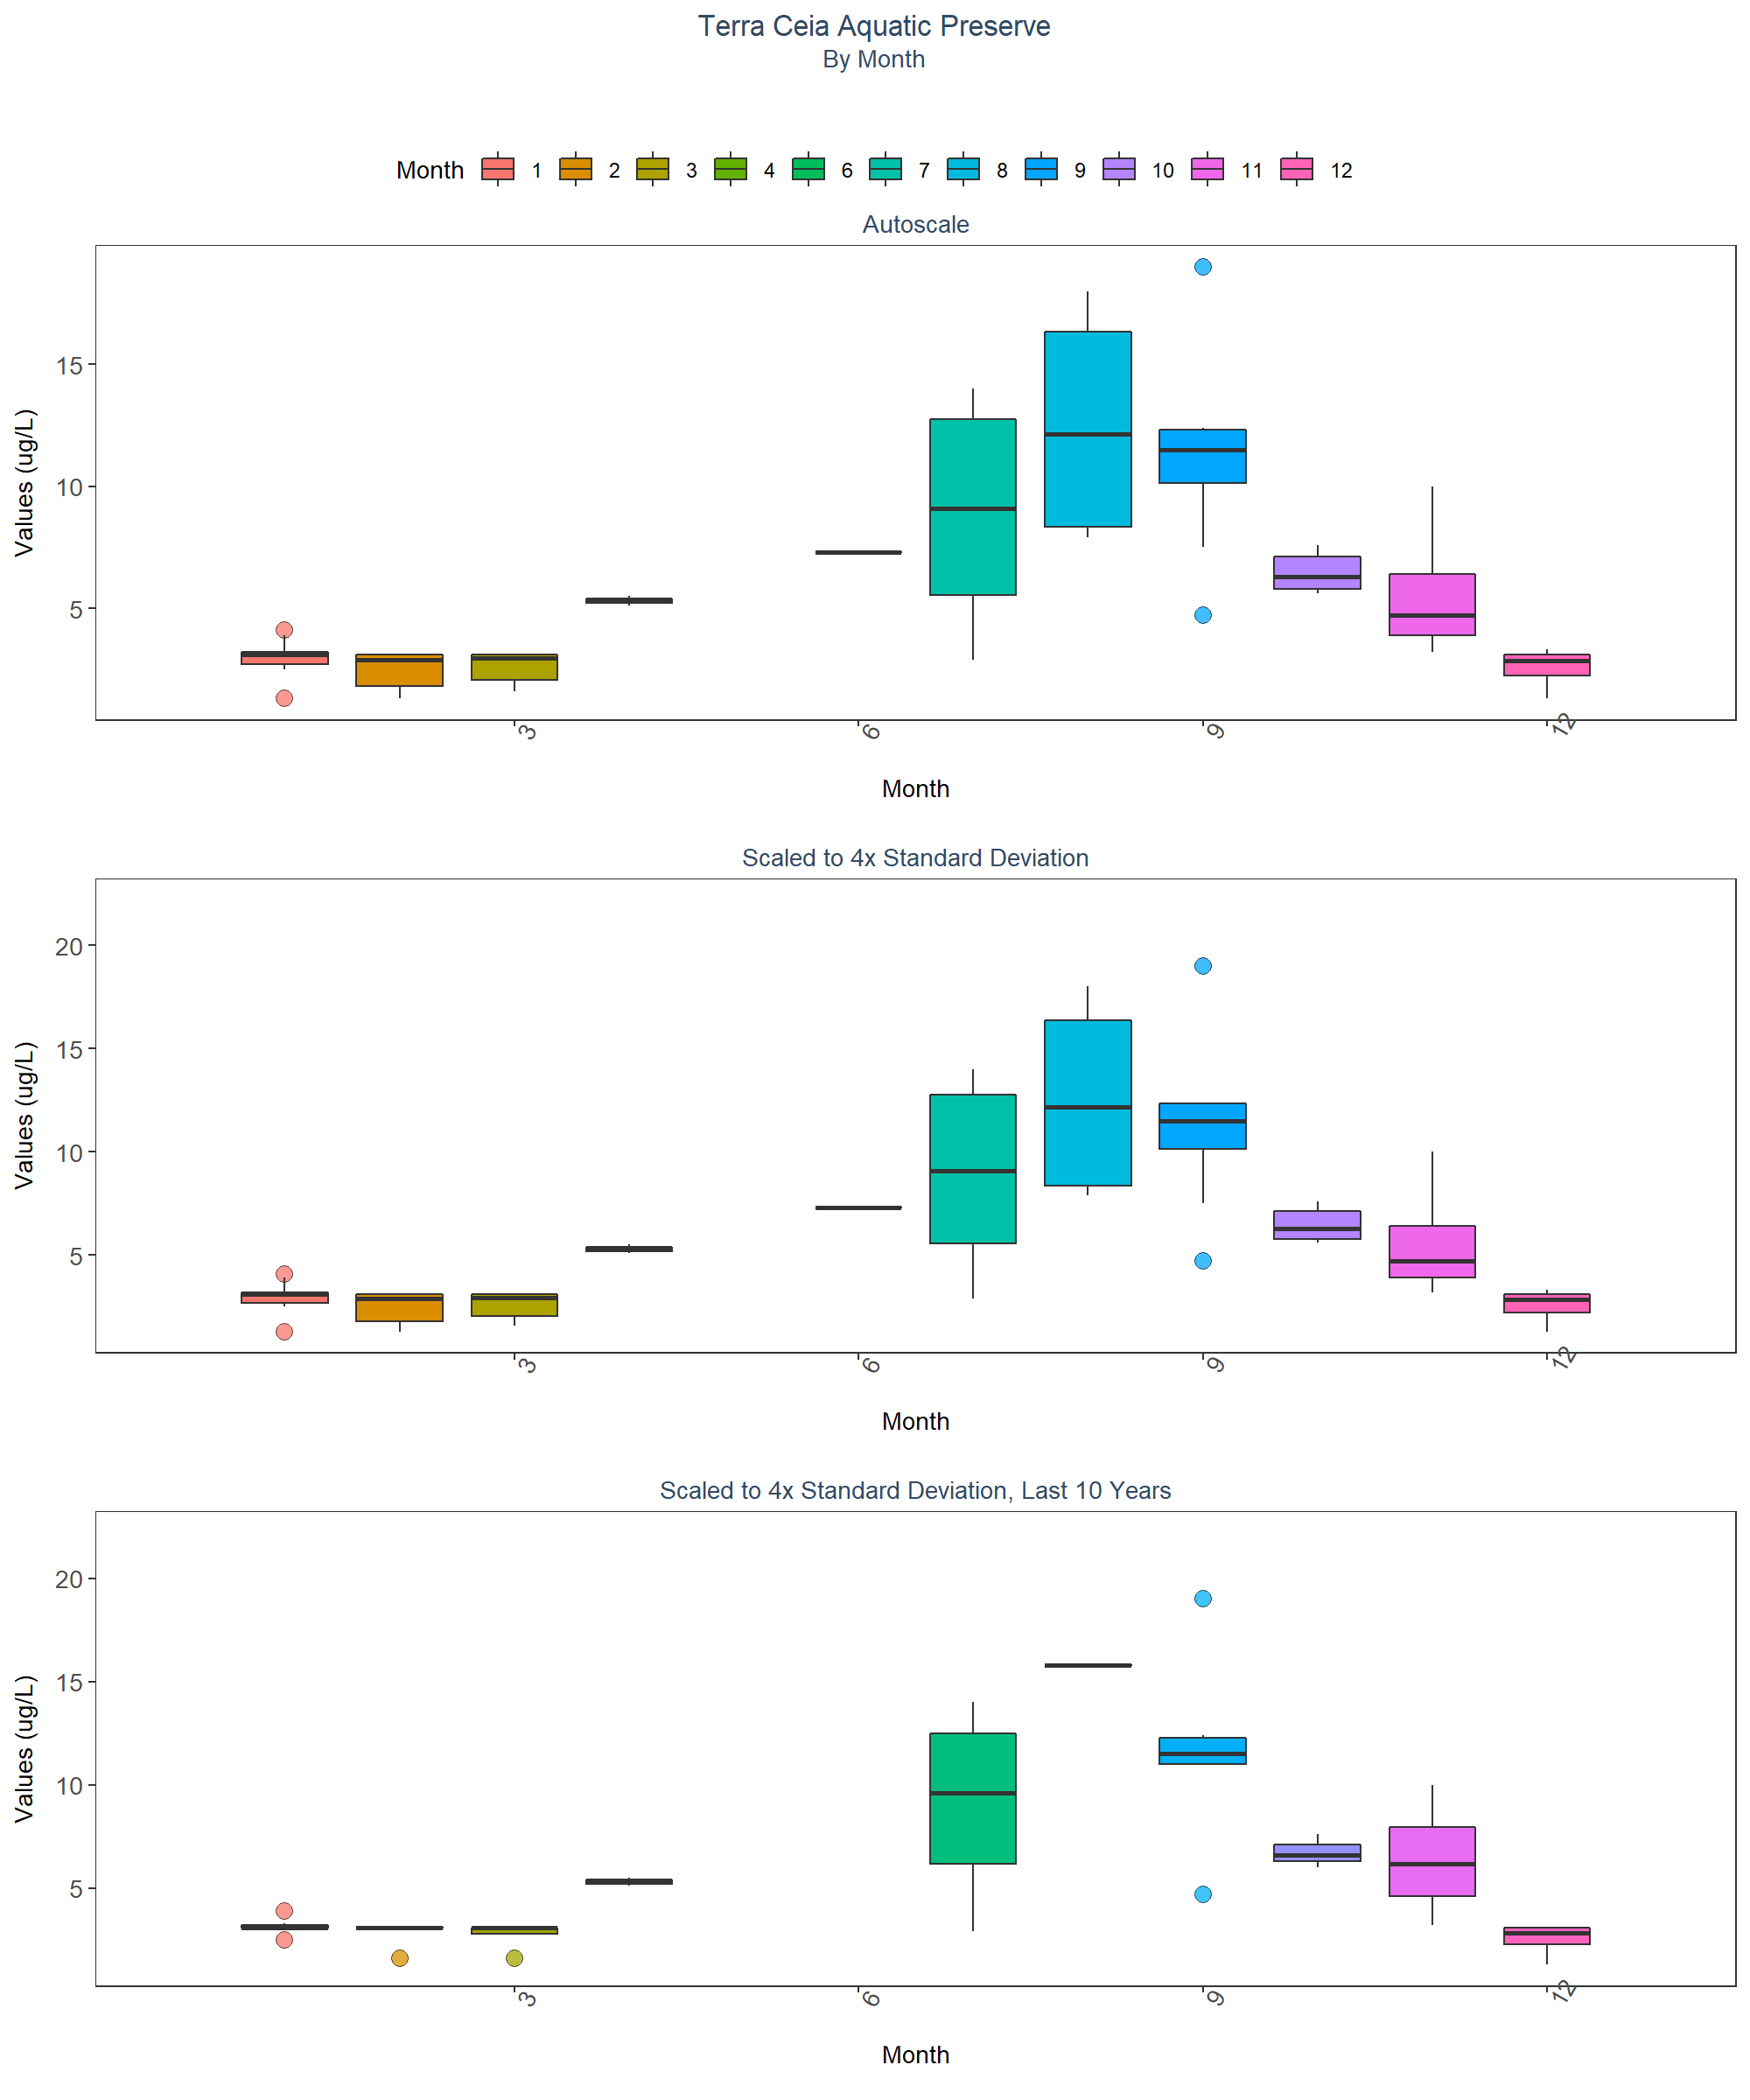 Terra Ceia Aquatic Preserve
By Month
Month 1 2 3 4 6 7 8 9 10 11 12
Autoscale
Values (ug/L)
15
10
5
3 6 9 12
Month
Scaled to 4x Standard Deviation
Values (ug/L)
20
15
10
5
3 6 9 12
Month
Scaled to 4x Standard Deviation, Last 10 Years
Values (ug/L)
20
15
10
5
3 6 9 12
Month